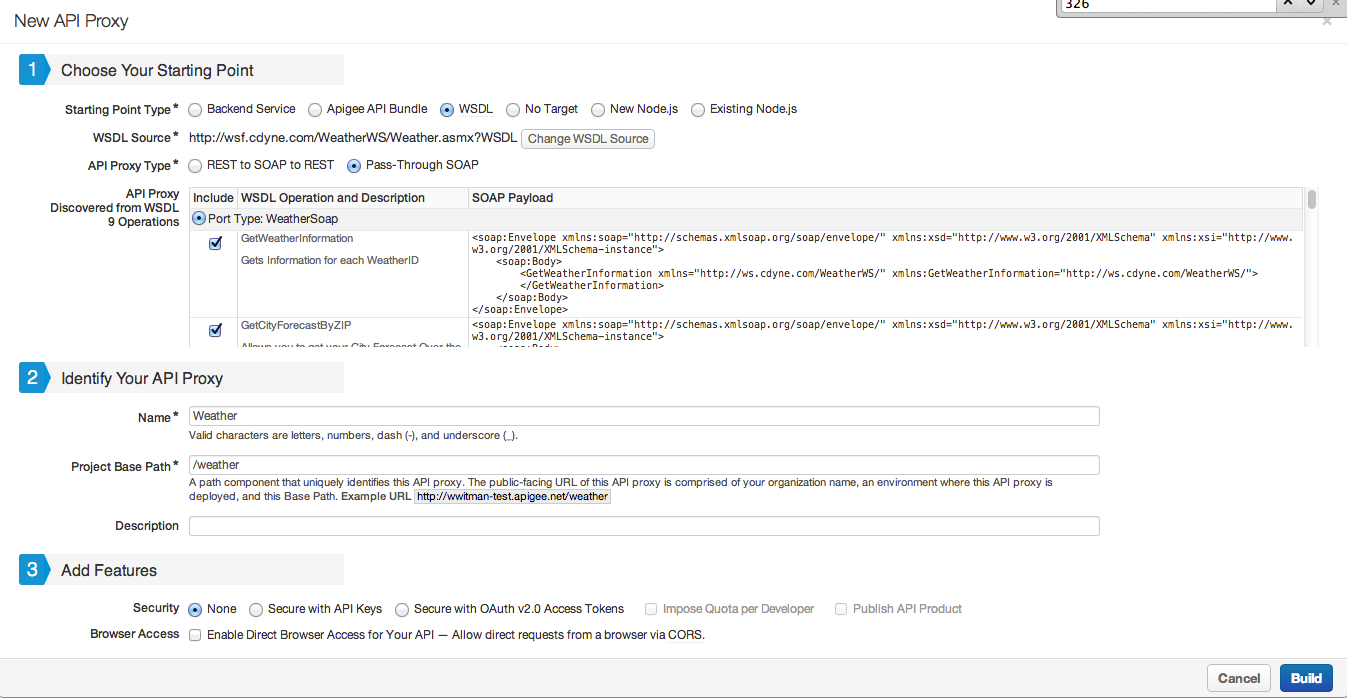 326
New API Proxy
1 Choose Your Starting Point
Starting Point Type * Backend Service Apigee API Bundle WSDL No Target New Node.js Existing Node.js
WSDL Source * http://wsf.cdyne.com/WeatherWS/Weather.asmx?WSDL Change WSDL Source
API Proxy Type * REST to SOAP to REST Pass-Through SOAP
API Proxy
Discovered from WSDL
9 Operations
Include WSDL Operation and Description SOAP Payload
Port Type: WeatherSoap
GetWeatherInformation
Gets Information for each WeatherID
<soap:Envelope xmlns:soap="http://schemas.xmlsoap.org/soap/envelope/" xmlns:xsd="http://www.w3.org/2001/XMLSchema" xmlns:xsi="http://www.
w3.org/2001/XMLSchema-instance">
<soap:Body>
<GetWeatherInformation xmlns="http://ws.cdyne.com/WeatherWS/" xmlns:GetWeatherInformation="http://ws.cdyne.com/WeatherWS/">
</GetWeatherInformation>
</soap:Body>
</soap:Envelope>
GetCityForecastByZIP
Allows you to get your City Forecast Over the
<soap:Envelope xmlns:soap="http://schemas.xmlsoap.org/soap/envelope/" xmlns:xsd="http://www.w3.org/2001/XMLSchema" xmlns:xsi="http://www.
w3.org/2001/XMLSchema-instance">
<soap:Body>
2 Identify Your API Proxy
Name * Weather
Valid characters are letters, numbers, dash (-), and underscore (_).
Project Base Path * /weather
A path component that uniquely identifies this API proxy. The public-facing URL of this API proxy is comprised of your organization name, an environment where this API proxy is
deployed, and this Base Path. Example URL http://wwitman-test.apigee.net/weather
Description
3 Add Features
Security None Secure with API Keys Secure with OAuth v2.0 Access Tokens Impose Quota per Developer Publish API Product
Browser Access Enable Direct Browser Access for Your API — Allow direct requests from a browser via CORS.
Cancel Build